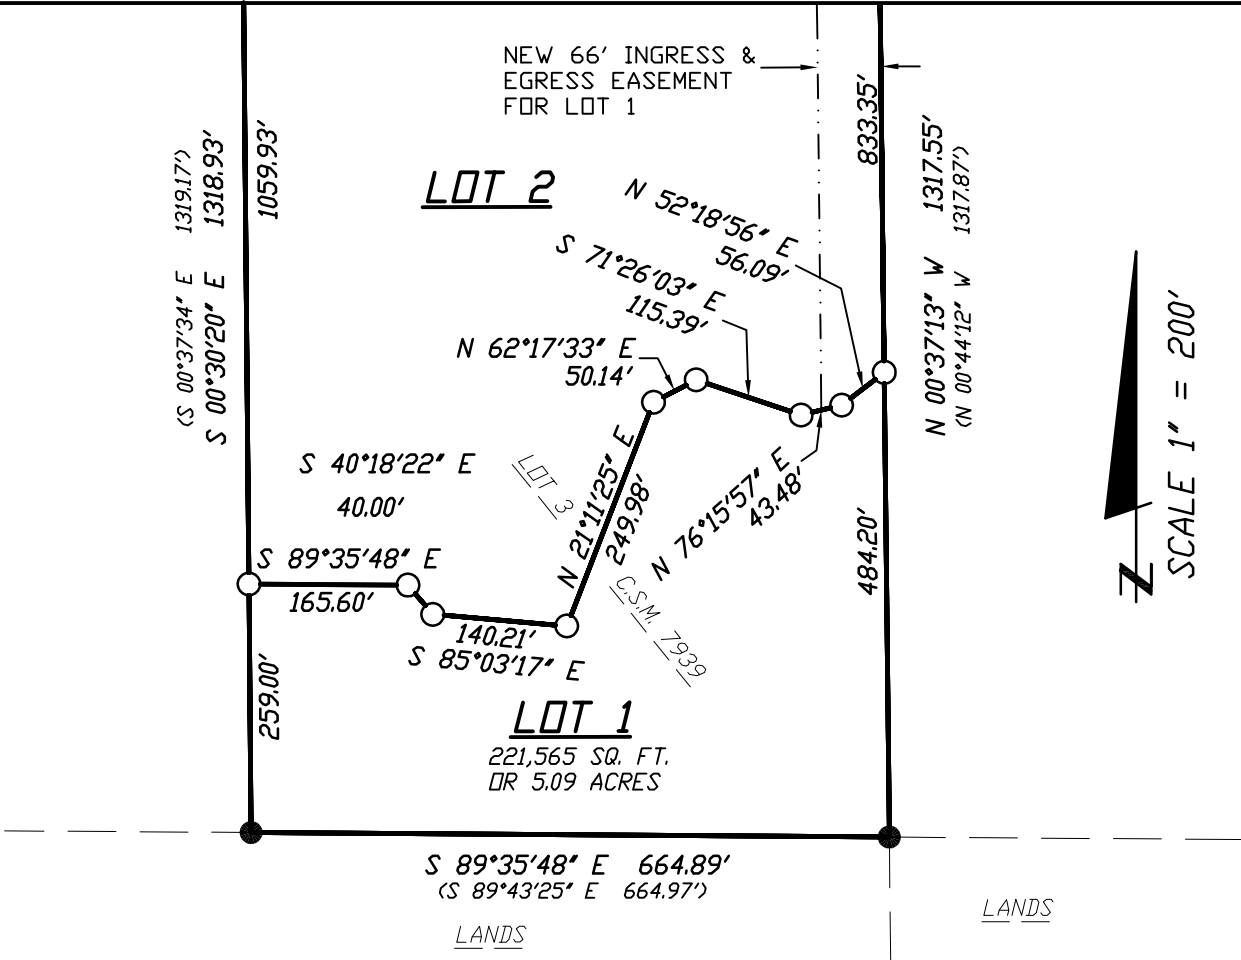 NEW 66' INGRESS &
EGRESS EASEMENT
FOR LOT 1
LOT 2
1059.93'
S 00°30'20" E 1318.93'
(S 00°37'34" E 1319.17')
833.35'
N 00°37'13" W 1317.55'
(N 00°44'12" W 1317.87')
N 52°18'56" E
56.09'
S 71°26'03" E
115.39'
N 62°17'33" E
50.14'
S 40°18'22" E
40.00'
LOT 3
N 21°11'25" E
249.98'
N 76°15'57" E
43.48'
S 89°35'48" E
165.60'
140.21'
S 85°03'17" E
C.S.M. 7939
484.20'
259.00'
LOT 1
221,565 SQ. FT.
OR 5.09 ACRES
S 89°35'48" E 664.89'
(S 89°43'25" E 664.97')
LANDS
LANDS
N
SCALE 1" = 200'